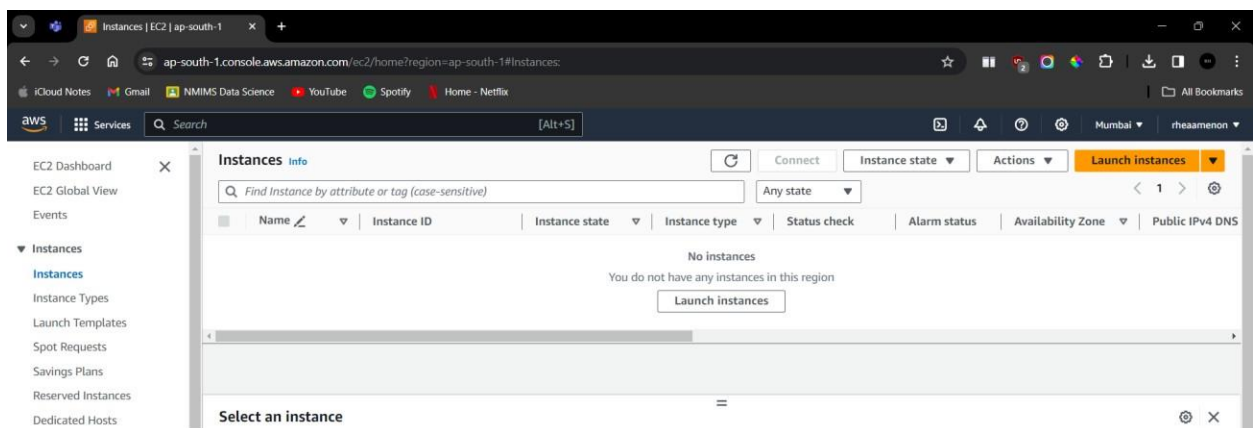 Instances | EC2 | ap-south-1
ap-south-1.console.aws.amazon.com/ec2/home?region=ap-south-1#Instances:
iCloud Notes Gmail NMIMS Data Science YouTube Spotify Home - Netflix All Bookmarks
aws Services Search [Alt+S] Mumbai rheaamenon
EC2 Dashboard
EC2 Global View
Events
Instances
Instances
Instance Types
Launch Templates
Spot Requests
Savings Plans
Reserved Instances
Dedicated Hosts
Instances Info Connect Instance state Actions Launch instances
Find Instance by attribute or tag (case-sensitive) Any state 1
Name Instance ID Instance state Instance type Status check Alarm status Availability Zone Public IPv4 DNS
No instances
You do not have any instances in this region
Launch instances
Select an instance